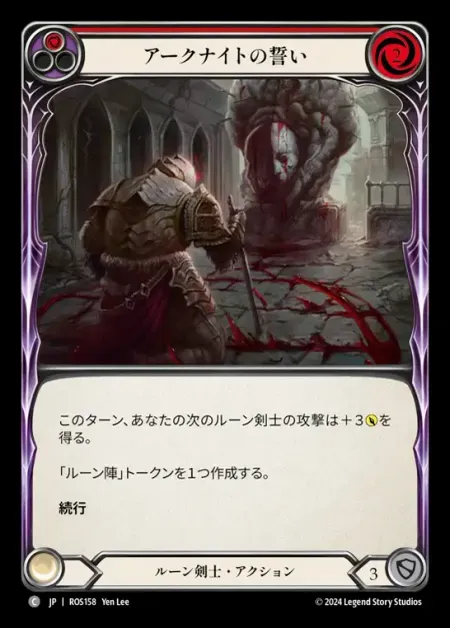 アークナイトの誓い
2
このターン、あなたの次のルーン剣士の攻撃は＋3を
得る。
「ルーン陣」トークンを1つ作成する。
続行
ルーン剣士・アクション
3
C JP | ROS158 Yen Lee
© 2024 Legend Story Studios